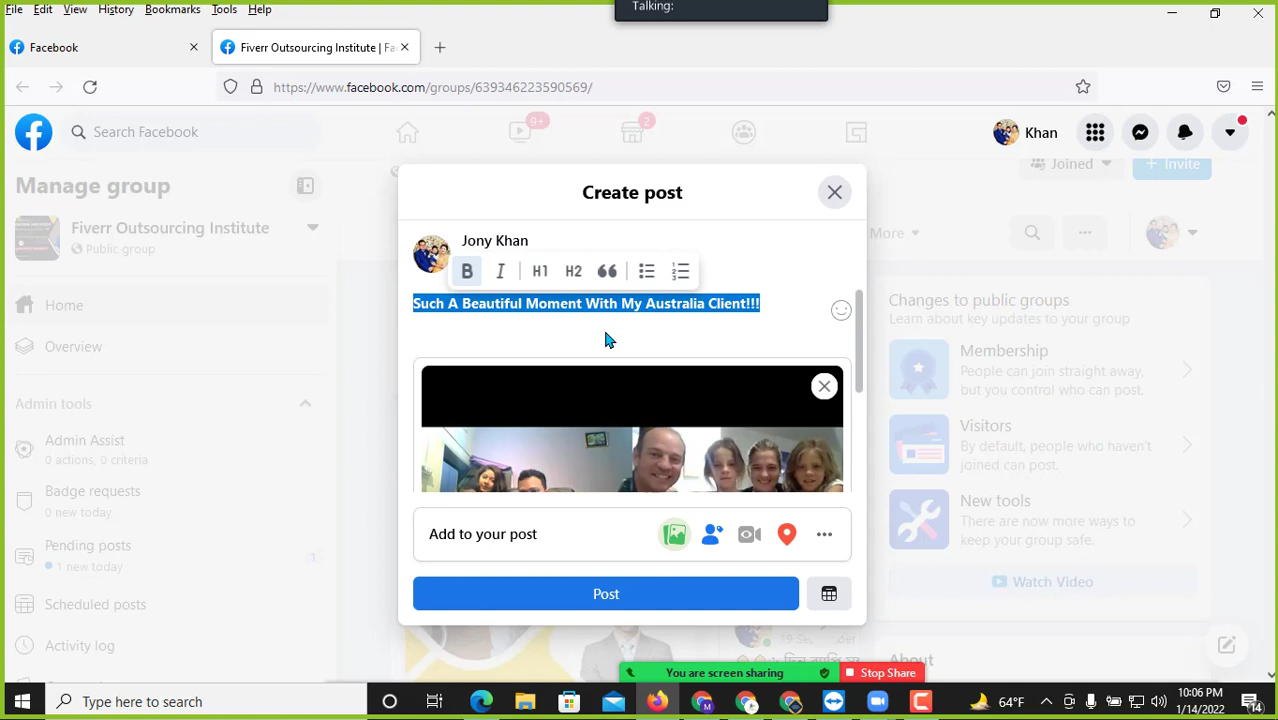 Talking:
File Edit View History Bookmarks Tools Help
Facebook
Fiverr Outsourcing Institute | Fa
https://www.facebook.com/groups/639346223590569/
Search Facebook
9+
2
Khan
Manage group
Joined
+ Invite
Fiverr Outsourcing Institute
Public group
More
Create post
Jony Khan
B I H1 H2
Such A Beautiful Moment With My Australia Client!!!
Home
Overview
Admin tools
Admin Assist
0 actions, 0 criteria
Badge requests
0 new today
Pending posts
1 new today
1
Scheduled posts
Activity log
Changes to public groups
Learn about key updates to your group
Membership
People can join straight away,
but you control who can post.
Visitors
By default, people who haven't
joined can post.
New tools
There are now more ways to
keep your group safe.
Watch Video
Add to your post
Post
About
You are screen sharing
Stop Share
Type here to search
64°F
10:06 PM
1/14/2022
14